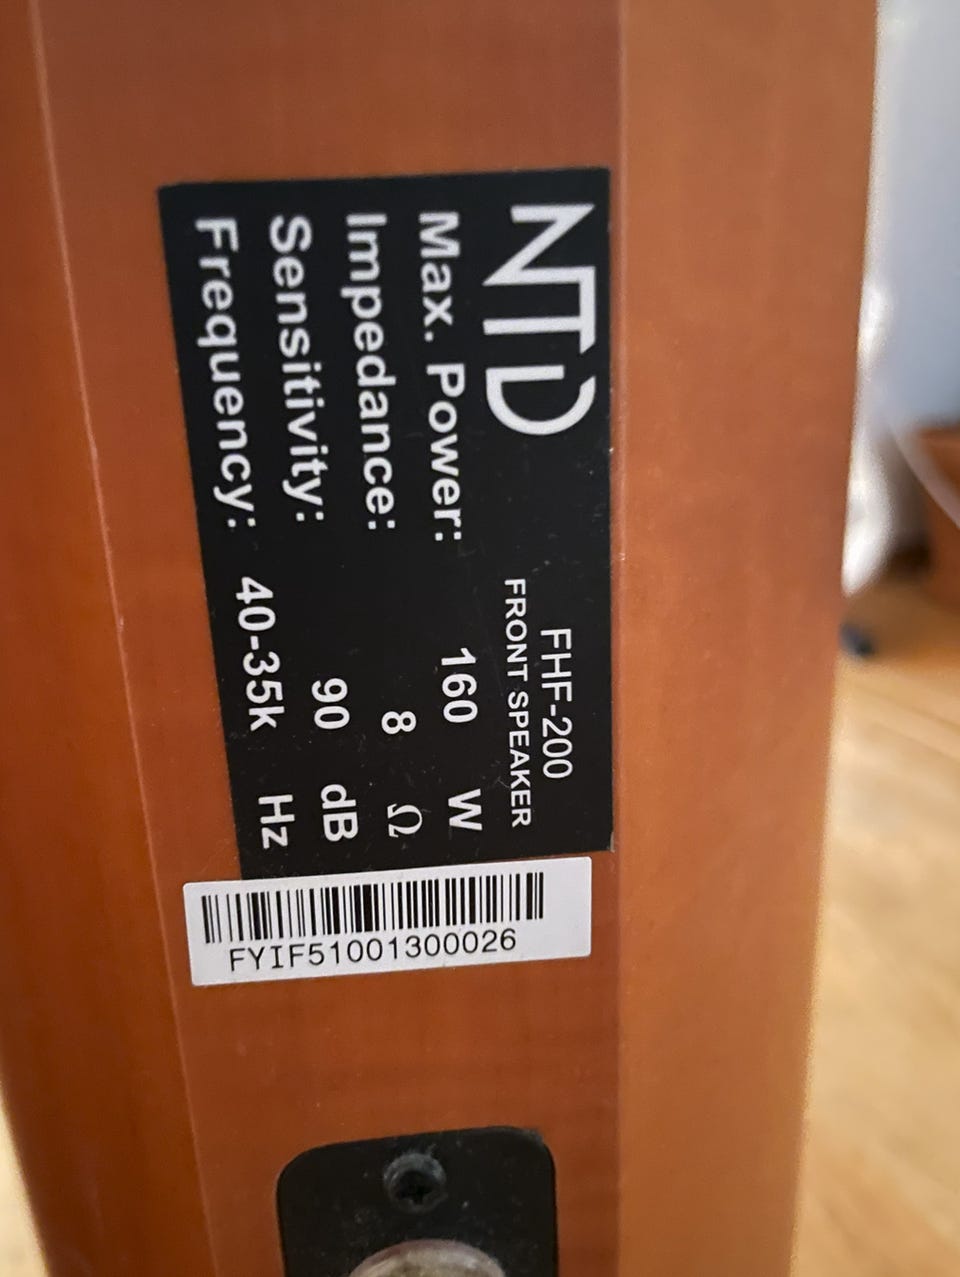 NTD
FHF-200
FRONT SPEAKER
Max. Power: 160 W
Impedance: 8 Ω
Sensitivity: 90 dB
Frequency: 40-35k Hz
FYIF51001300026